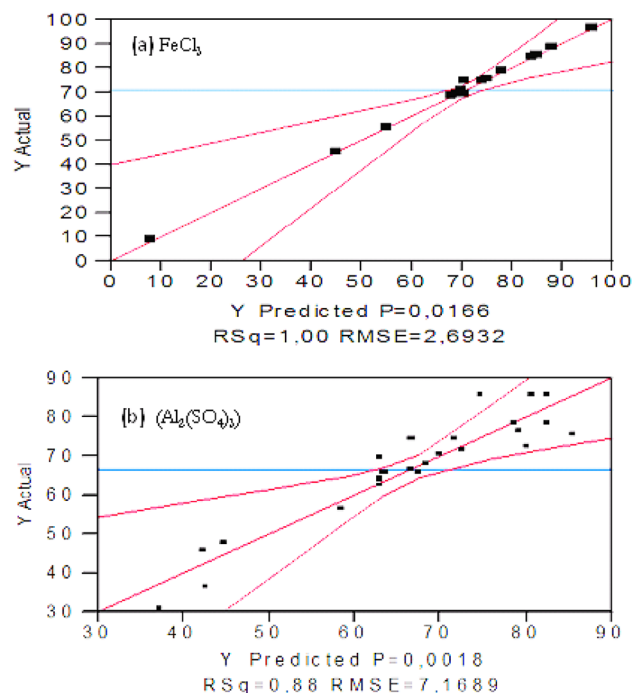 100
90
80
70
60
50
40
30
20
10
0
Y Actual
(a) FeCl₃
0 10 20 30 40 50 60 70 80 90 100
Y Predicted P=0,0166
RSq=1,00 RMSE=2,6932
90
80
70
60
50
40
30
Y Actual
(b) (Al₂(SO₄)₃)
30 40 50 60 70 80 90
Y Predicted P=0,0018
RSq=0,88 RMSE=7,1689